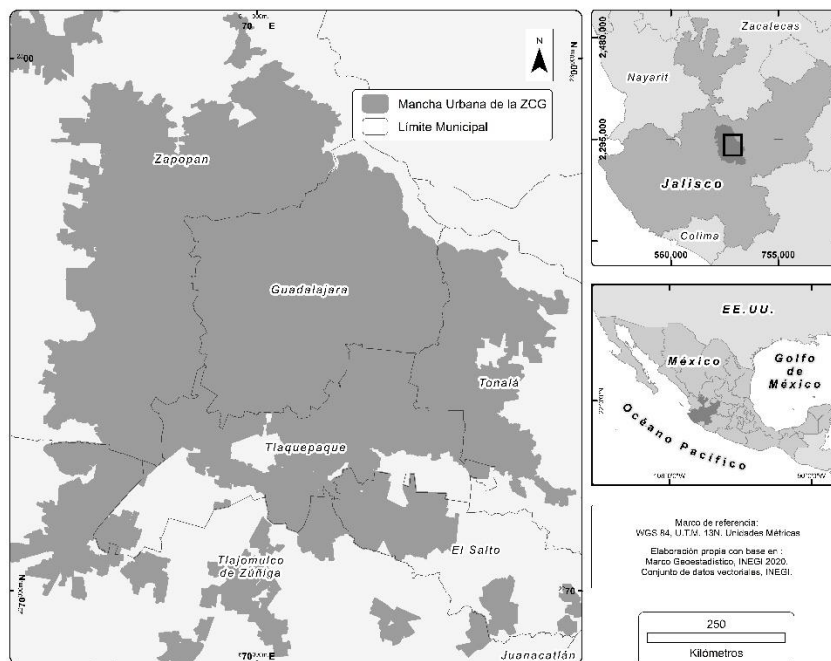 Mancha Urbana de la ZCG
Límite Municipal
N
Zapopan
Guadalajara
Tonalá
Tlaquepaque
El Salto
Tlajomulco
de Zúñiga
Juanacatlán
Zacatecas
Nayarit
Jalisco
Colima
2,480,000
2,295,000
560,000
755,000
EE.UU.
México
Golfo
de
México
Océano Pacífico
Marco de referencia:
WGS 84, U.T.M. 13N. Unidades Métricas
Elaboración propia con base en :
Marco Geoestadístico, INEGI 2020.
Conjunto de datos vectoriales, INEGI.
250
Kilómetros